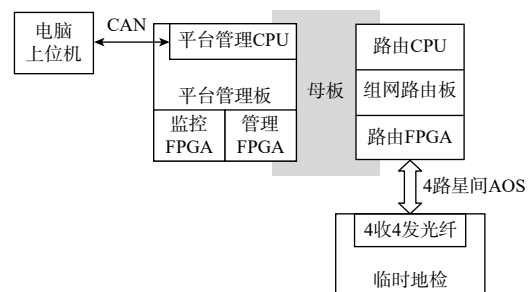 电脑
上位机
CAN
平台管理CPU
平台管理板
监控
FPGA
管理
FPGA
母板
路由CPU
组网路由板
路由FPGA
4路星间AOS
4收4发光纤
临时地检